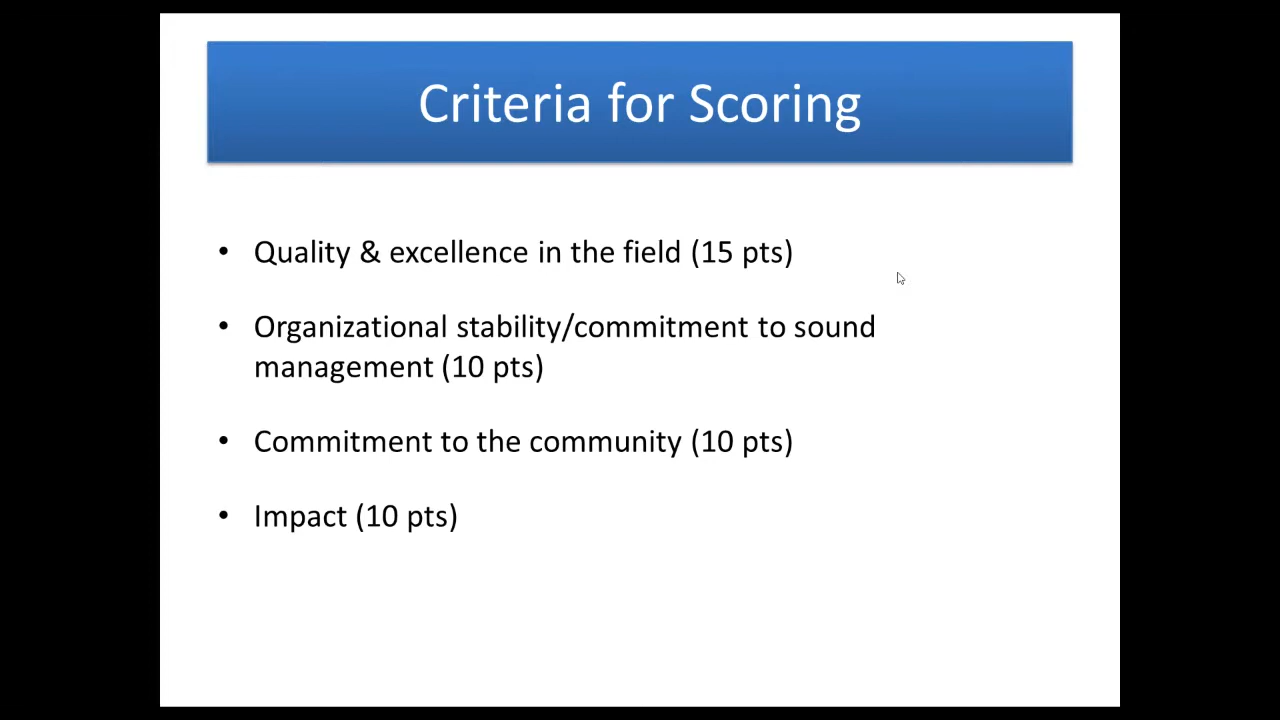 Criteria for Scoring
• Quality & excellence in the field (15 pts)
• Organizational stability/commitment to sound
management (10 pts)
• Commitment to the community (10 pts)
• Impact (10 pts)